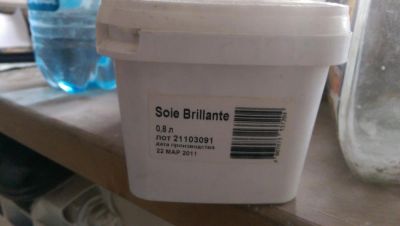 Soie Brillante
0,8 л
лот 21103091
дата производства
22 МАР 2011